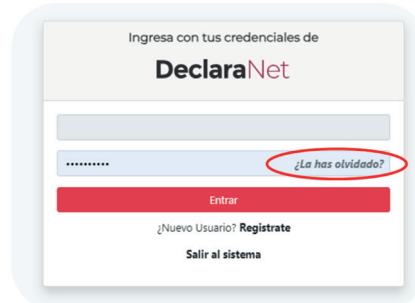 Ingresa con tus credenciales de
DeclaraNet
¿La has olvidado?
Entrar
¿Nuevo Usuario? Registrate
Salir al sistema